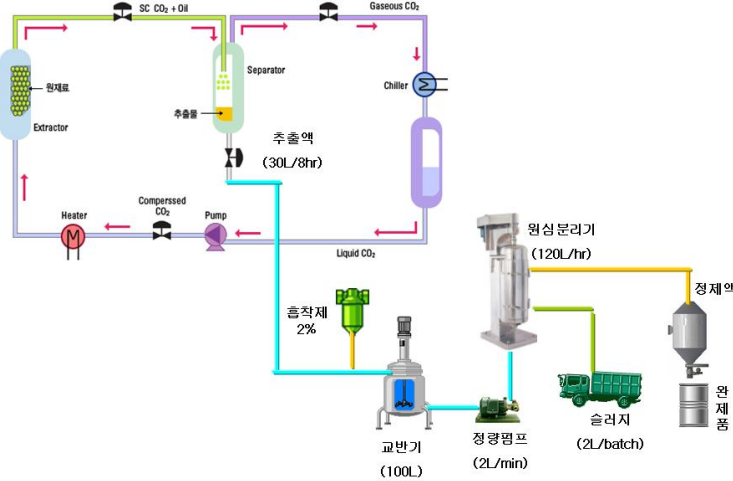 SC CO₂ + Oil
Gaseous CO₂
원재료
Extractor
Separator
추출물
Chiller
추출액
(30L/8hr)
Comperssed
CO₂
Heater
Pump
Liquid CO₂
원심분리기
(120L/hr)
정제액
흡착제
2%
교반기
(100L)
정량펌프
(2L/min)
슬러지
(2L/batch)
완
제
품